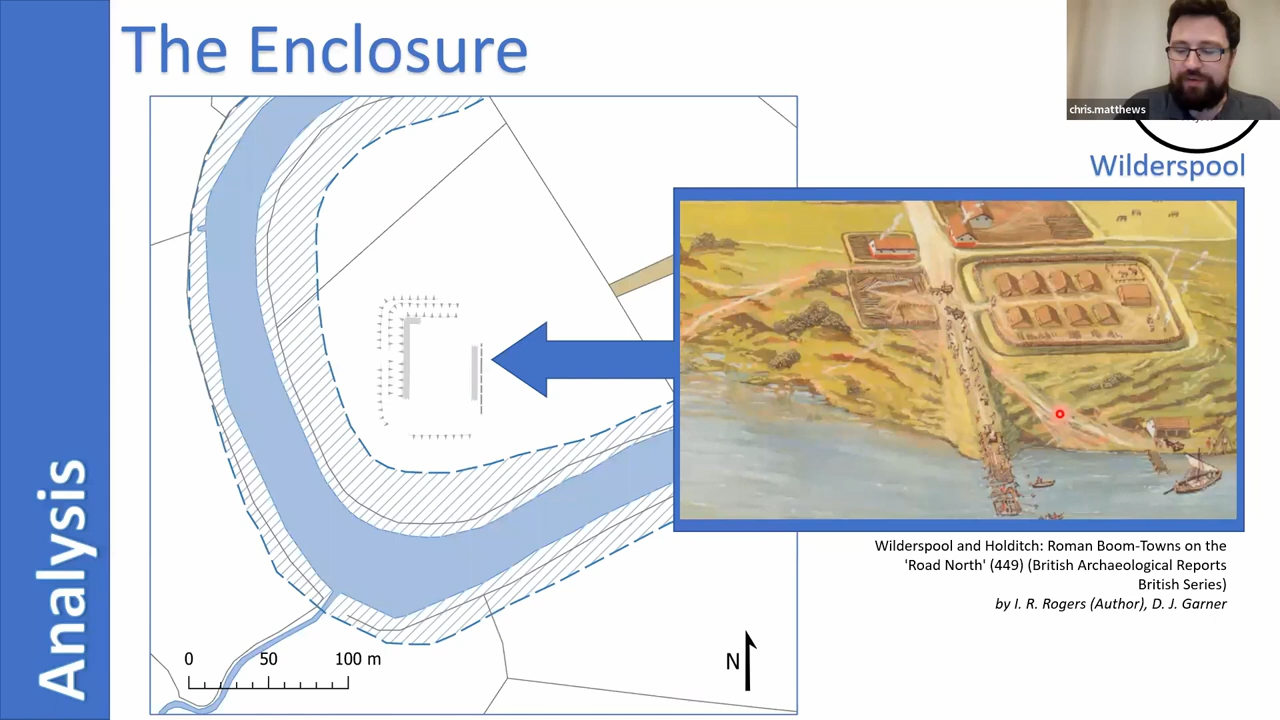 The Enclosure
chris.matthews
Wilderspool
Analysis
0 50 100 m
N
Wilderspool and Holditch: Roman Boom-Towns on the
'Road North' (449) (British Archaeological Reports
British Series)
by I. R. Rogers (Author), D. J. Garner